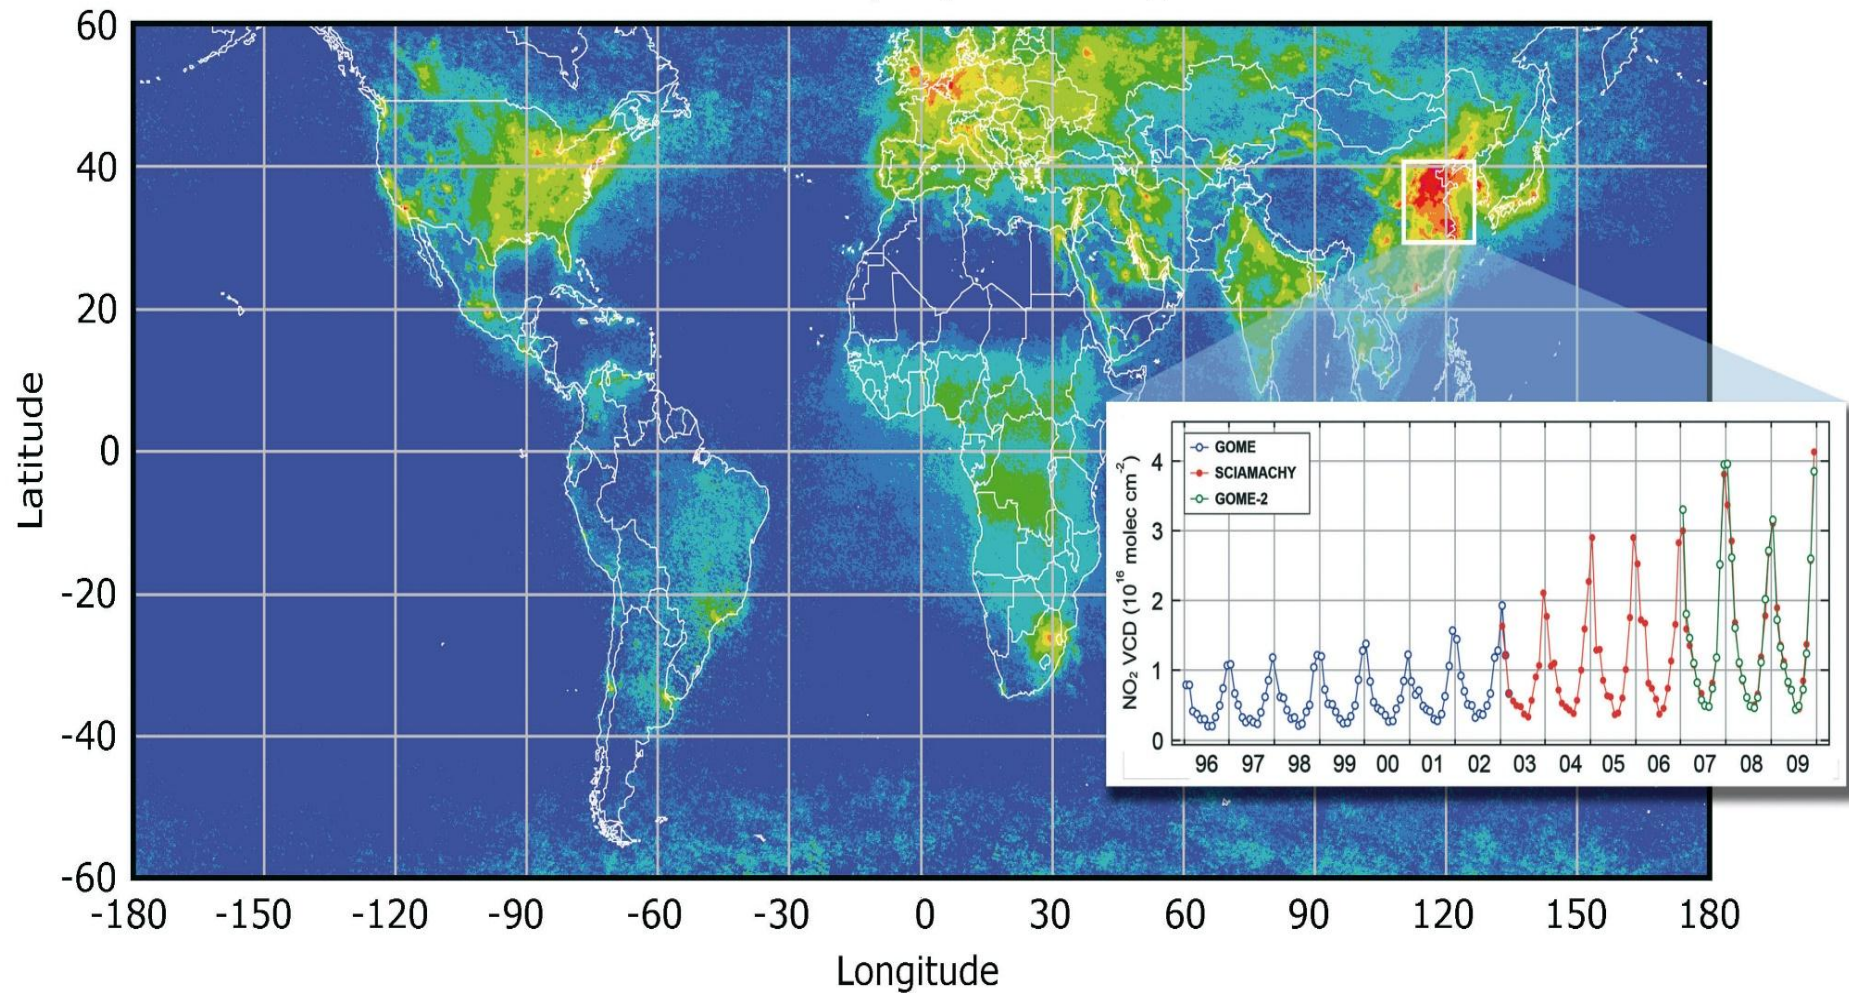 60
40
20
0
-20
-40
-60
Latitude
-180 -150 -120 -90 -60 -30 0 30 60 90 120 150 180
Longitude
GOME
SCIAMACHY
GOME-2
NO₂ VCD (10¹⁶ molec cm⁻²)
4
3
2
1
0
96 97 98 99 00 01 02 03 04 05 06 07 08 09